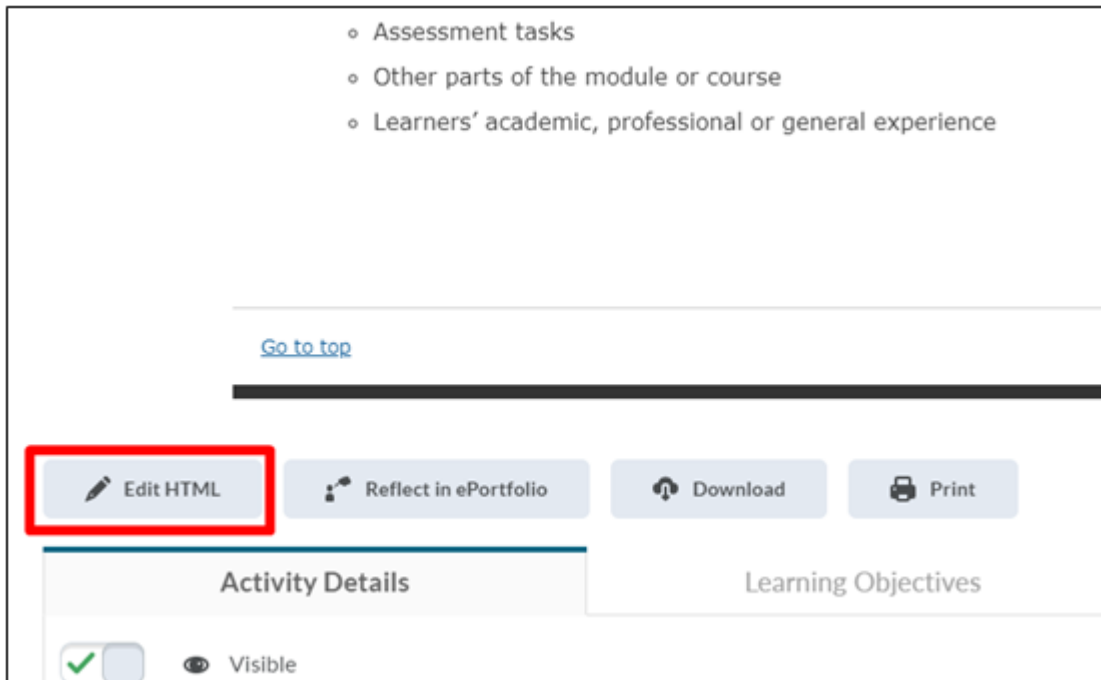 Assessment tasks
Other parts of the module or course
Learners’ academic, professional or general experience
Go to top
Edit HTML
Reflect in ePortfolio
Download
Print
Activity Details
Learning Objectives
Visible